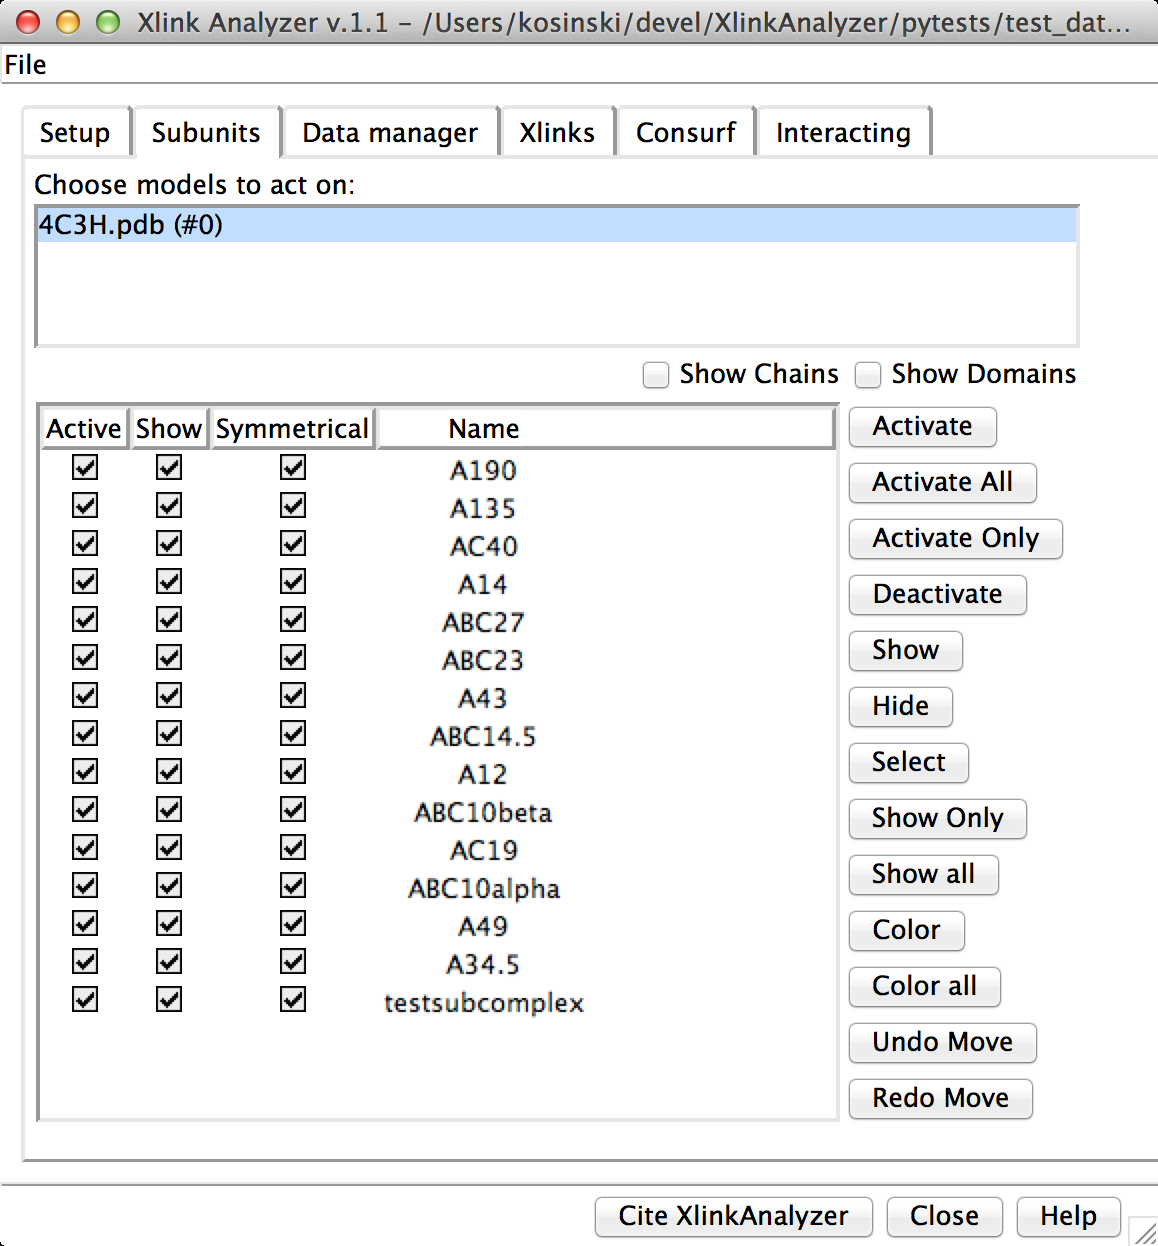 Xlink Analyzer v.1.1 – /Users/kosinski/devel/XlinkAnalyzer/pytests/test_dat...
File
Setup Subunits Data manager Xlinks Consurf Interacting
Choose models to act on:
4C3H.pdb (#0)
Show Chains Show Domains
Active Show Symmetrical Name
A190
A135
AC40
A14
ABC27
ABC23
A43
ABC14.5
A12
ABC10beta
AC19
ABC10alpha
A49
A34.5
testsubcomplex
Activate
Activate All
Activate Only
Deactivate
Show
Hide
Select
Show Only
Show all
Color
Color all
Undo Move
Redo Move
Cite XlinkAnalyzer Close Help